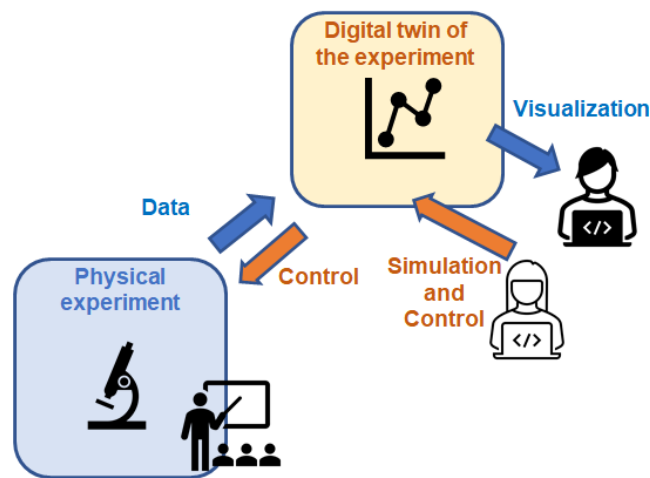 Digital twin of
the experiment
Visualization
Data
</>
Simulation
and
Control
Control
</>
Physical
experiment